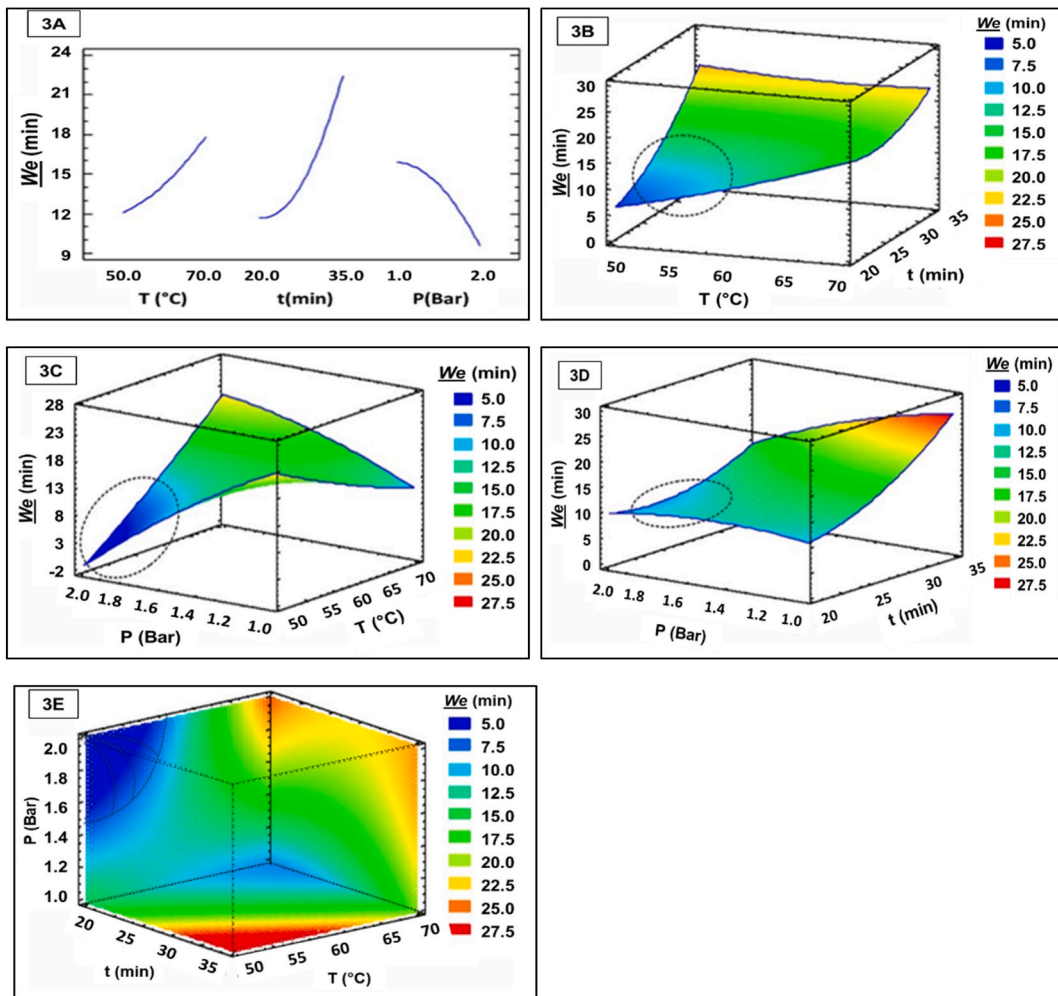 3A
We (min)
24
21
18
15
12
9
50.0 70.0 20.0 35.0 1.0 2.0
T (°C) t(min) P(Bar)
3B
We (min)
5.0
7.5
10.0
12.5
15.0
17.5
20.0
22.5
25.0
27.5
We (min)
30
25
20
15
10
5
0
50 55 60 65 70
T (°C)
20 25 30 35
t (min)
3C
We (min)
5.0
7.5
10.0
12.5
15.0
17.5
20.0
22.5
25.0
27.5
We (min)
28
23
18
13
8
3
-2
2.0 1.8 1.6 1.4 1.2 1.0
P (Bar)
50 55 60 65 70
T (°C)
3D
We (min)
5.0
7.5
10.0
12.5
15.0
17.5
20.0
22.5
25.0
27.5
We (min)
30
25
20
15
10
5
0
2.0 1.8 1.6 1.4 1.2 1.0
P (Bar)
20 25 30 35
t (min)
3E
We (min)
5.0
7.5
10.0
12.5
15.0
17.5
20.0
22.5
25.0
27.5
P (Bar)
2.0
1.8
1.6
1.4
1.2
1.0
20 25 30 35
t (min)
50 55 60 65 70
T (°C)